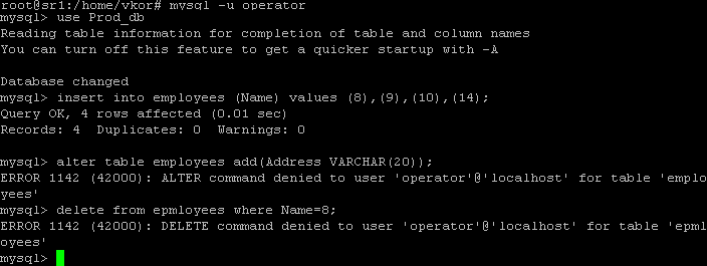 root@sr1:/home/vkor# mysql -u operator
mysql> use Prod_db
Reading table information for completion of table and column names
You can turn off this feature to get a quicker startup with -A
Database changed
mysql> insert into employees (Name) values (8),(9),(10),(14);
Query OK, 4 rows affected (0.01 sec)
Records: 4  Duplicates: 0  Warnings: 0
mysql> alter table employees add(Address VARCHAR(20));
ERROR 1142 (42000): ALTER command denied to user 'operator'@'localhost' for table 'emplo
yees'
mysql> delete from epmloyees where Name=8;
ERROR 1142 (42000): DELETE command denied to user 'operator'@'localhost' for table 'epml
oyees'
mysql>